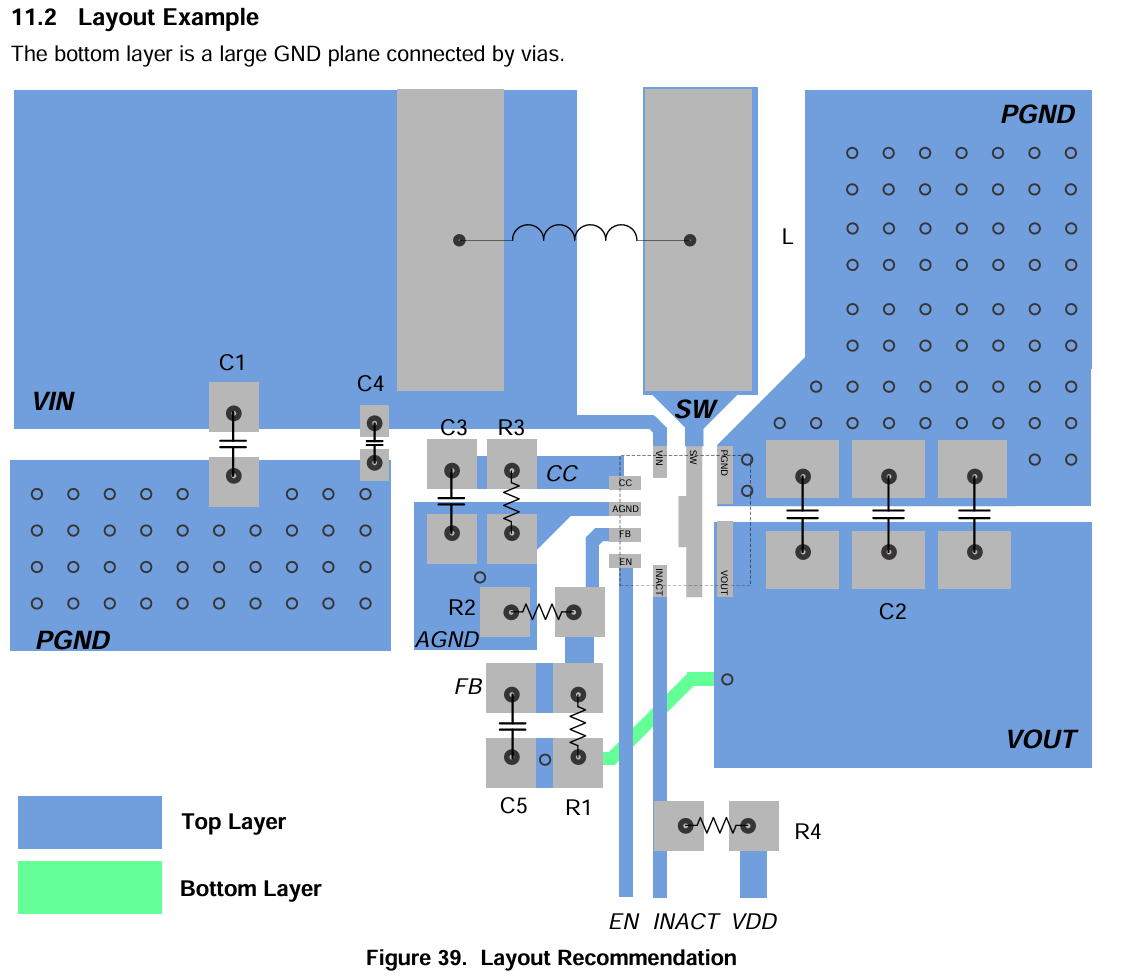 11.2 Layout Example
The bottom layer is a large GND plane connected by vias.
PGND
L
C1
C4
VIN
SW
C3
R3
CC
VIN
SW
PGND
CC
AGND
FB
EN
INACT
VOUT
R2
C2
PGND
AGND
FB
VOUT
C5
R1
Top Layer
R4
Bottom Layer
EN INACT VDD
Figure 39. Layout Recommendation